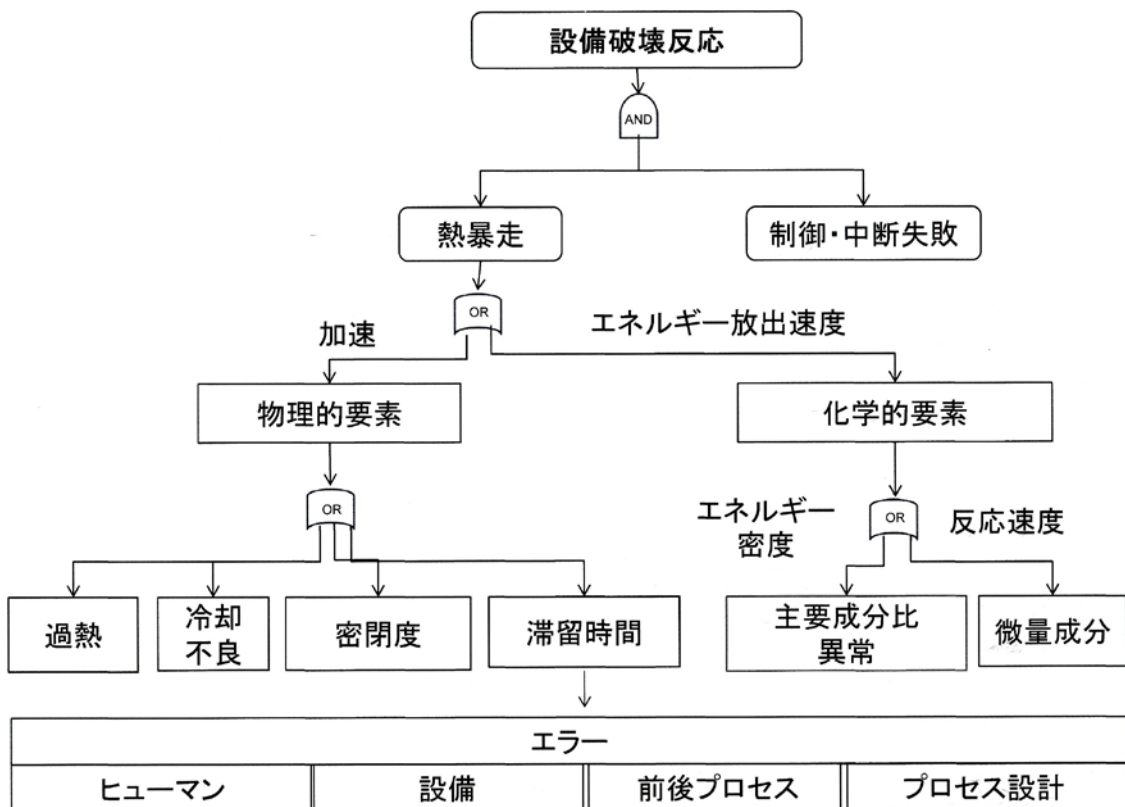 設備破壊反応
AND
熱暴走
制御・中断失敗
OR
加速
エネルギー放出速度
物理的要素
化学的要素
OR
エネルギー
密度
OR
反応速度
過熱
冷却
不良
密閉度
滞留時間
主要成分比
異常
微量成分
エラー
ヒューマン
設備
前後プロセス
プロセス設計